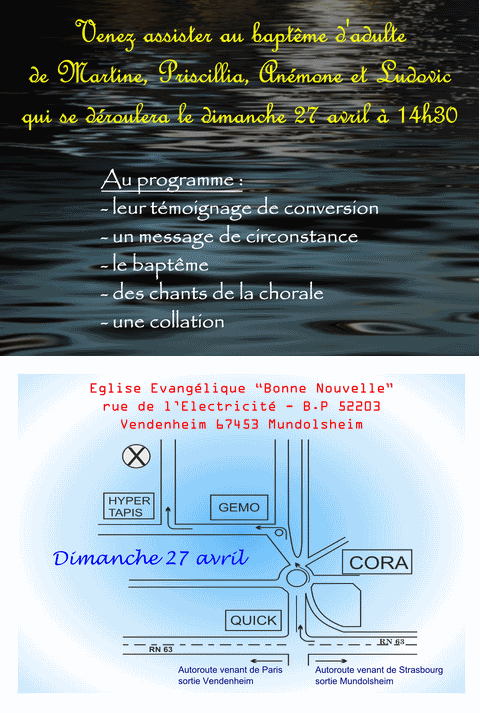 Venez assister au baptême d'adulte
de Martine, Priscillia, Anémone et Ludovic
qui se déroulera le dimanche 27 avril à 14h30
Au programme :
- leur témoignage de conversion
- un message de circonstance
- le baptême
- des chants de la chorale
- une collation
Eglise Evangélique "Bonne Nouvelle"
rue de l'Electricité - B.P 52203
Vendenheim 67453 Mundolsheim
X
HYPER
TAPIS
GEMO
Dimanche 27 avril
CORA
QUICK
RN 63
RN 63
Autoroute venant de Paris
sortie Vendenheim
Autoroute venant de Strasbourg
sortie Mundolsheim